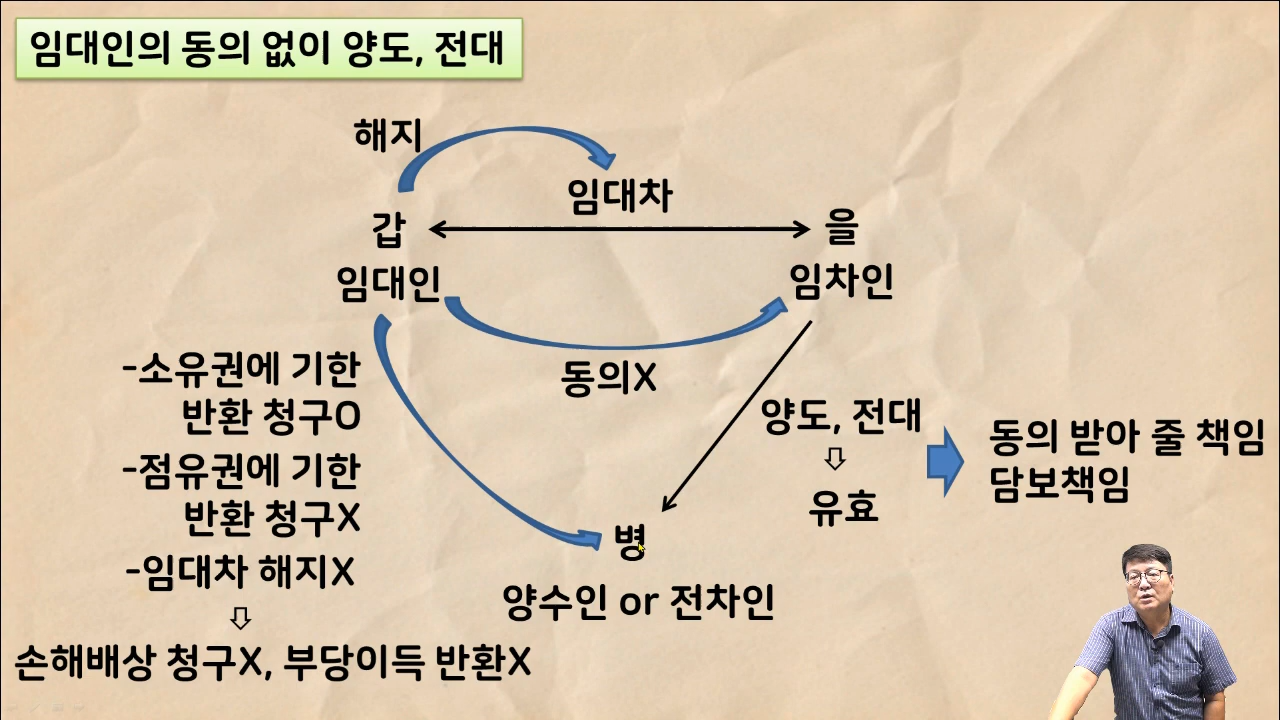 임대인의 동의 없이 양도, 전대
해지
임대차
갑
을
임대인
임차인
동의X
-소유권에 기한
반환 청구O
-점유권에 기한
반환 청구X
-임대차 해지X
손해배상 청구X, 부당이득 반환X
양도, 전대
유효
동의 받아 줄 책임
담보책임
병
양수인 or 전차인